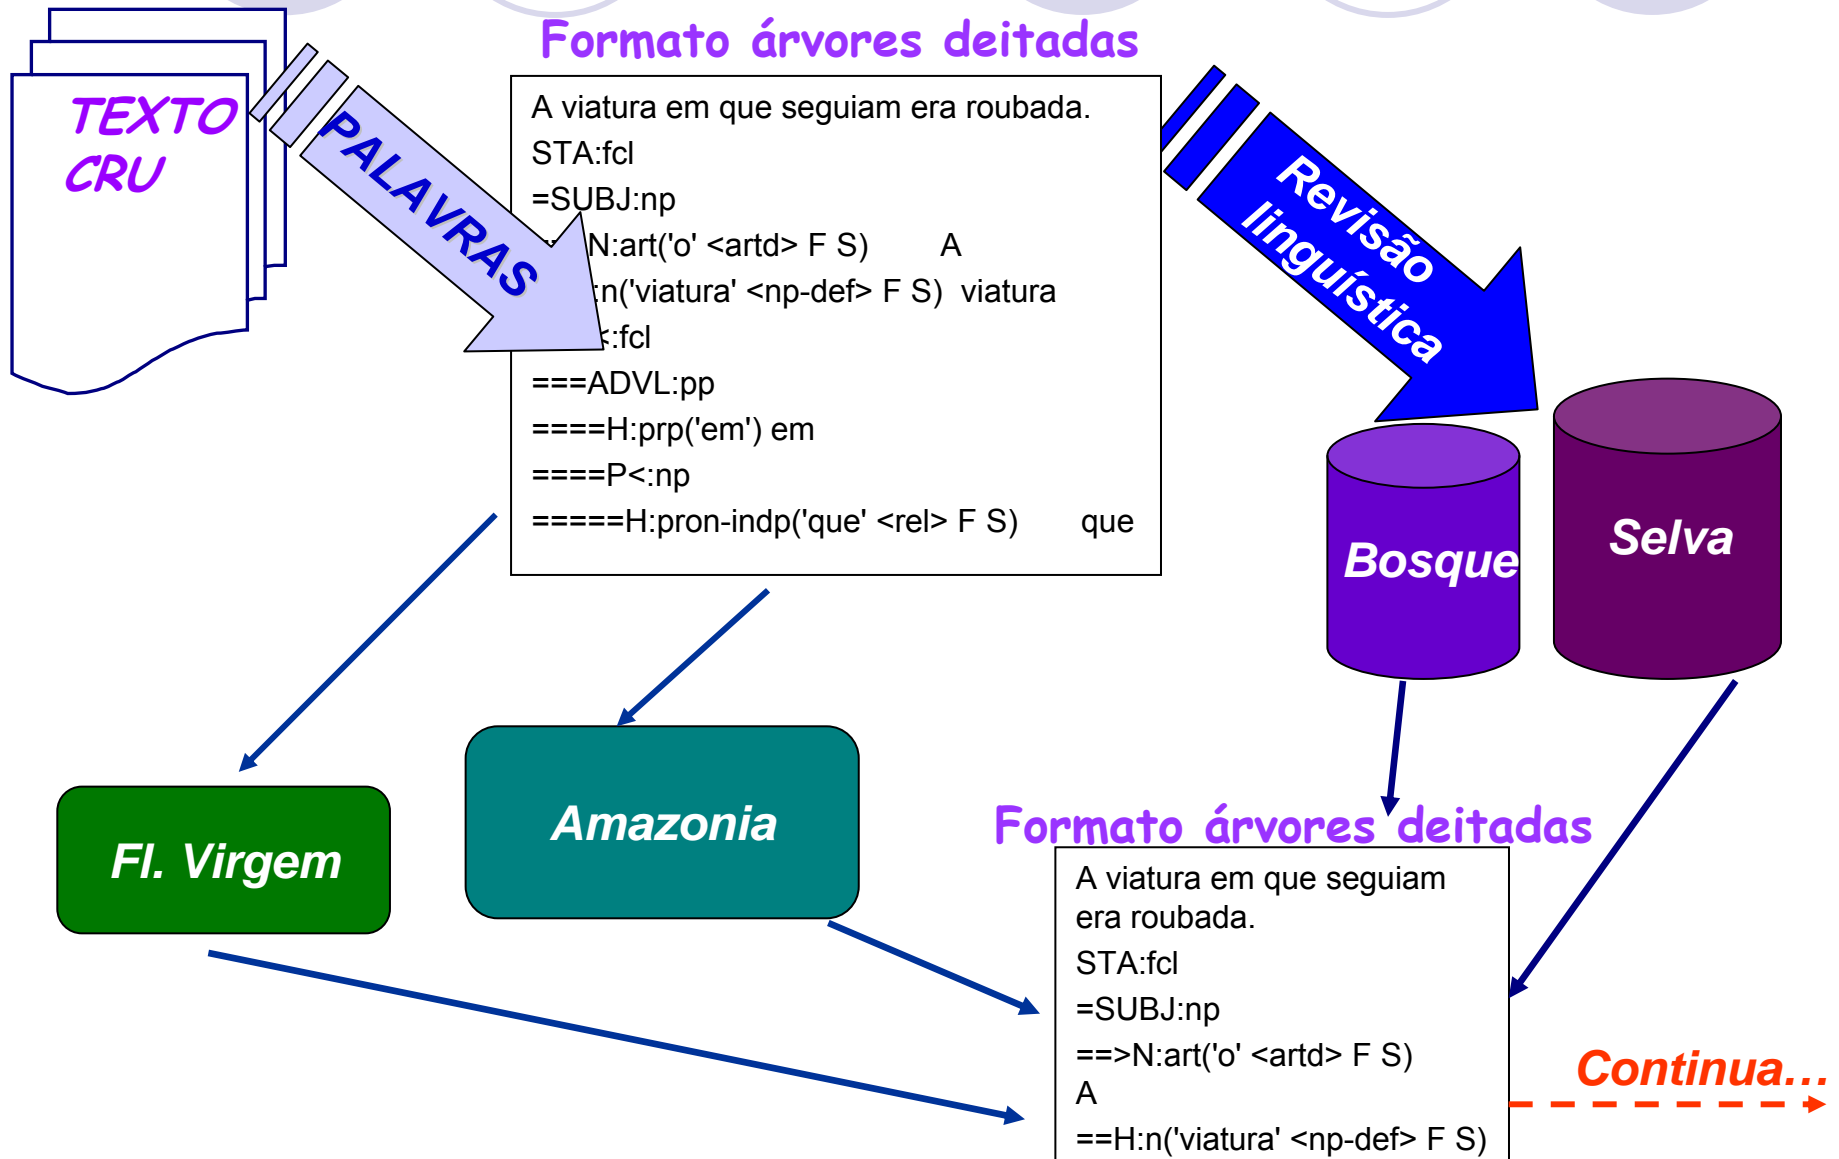 Formato árvores deitadas
TEXTO
CRU
PALAVRAS
A viatura em que seguiam era roubada.
STA:fcl
=SUBJ:np
N:art('o' <artd> F S) A
:n('viatura' <np-def> F S) viatura
<:fcl
===ADVL:pp
====H:prp('em') em
====P<:np
=====H:pron-indp('que' <rel> F S) que
Revisão
linguística
Bosque
Selva
Fl. Virgem
Amazonia
Formato árvores deitadas
A viatura em que seguiam
era roubada.
STA:fcl
=SUBJ:np
==>N:art('o' <artd> F S)
A
==H:n('viatura' <np-def> F S)
Continua...